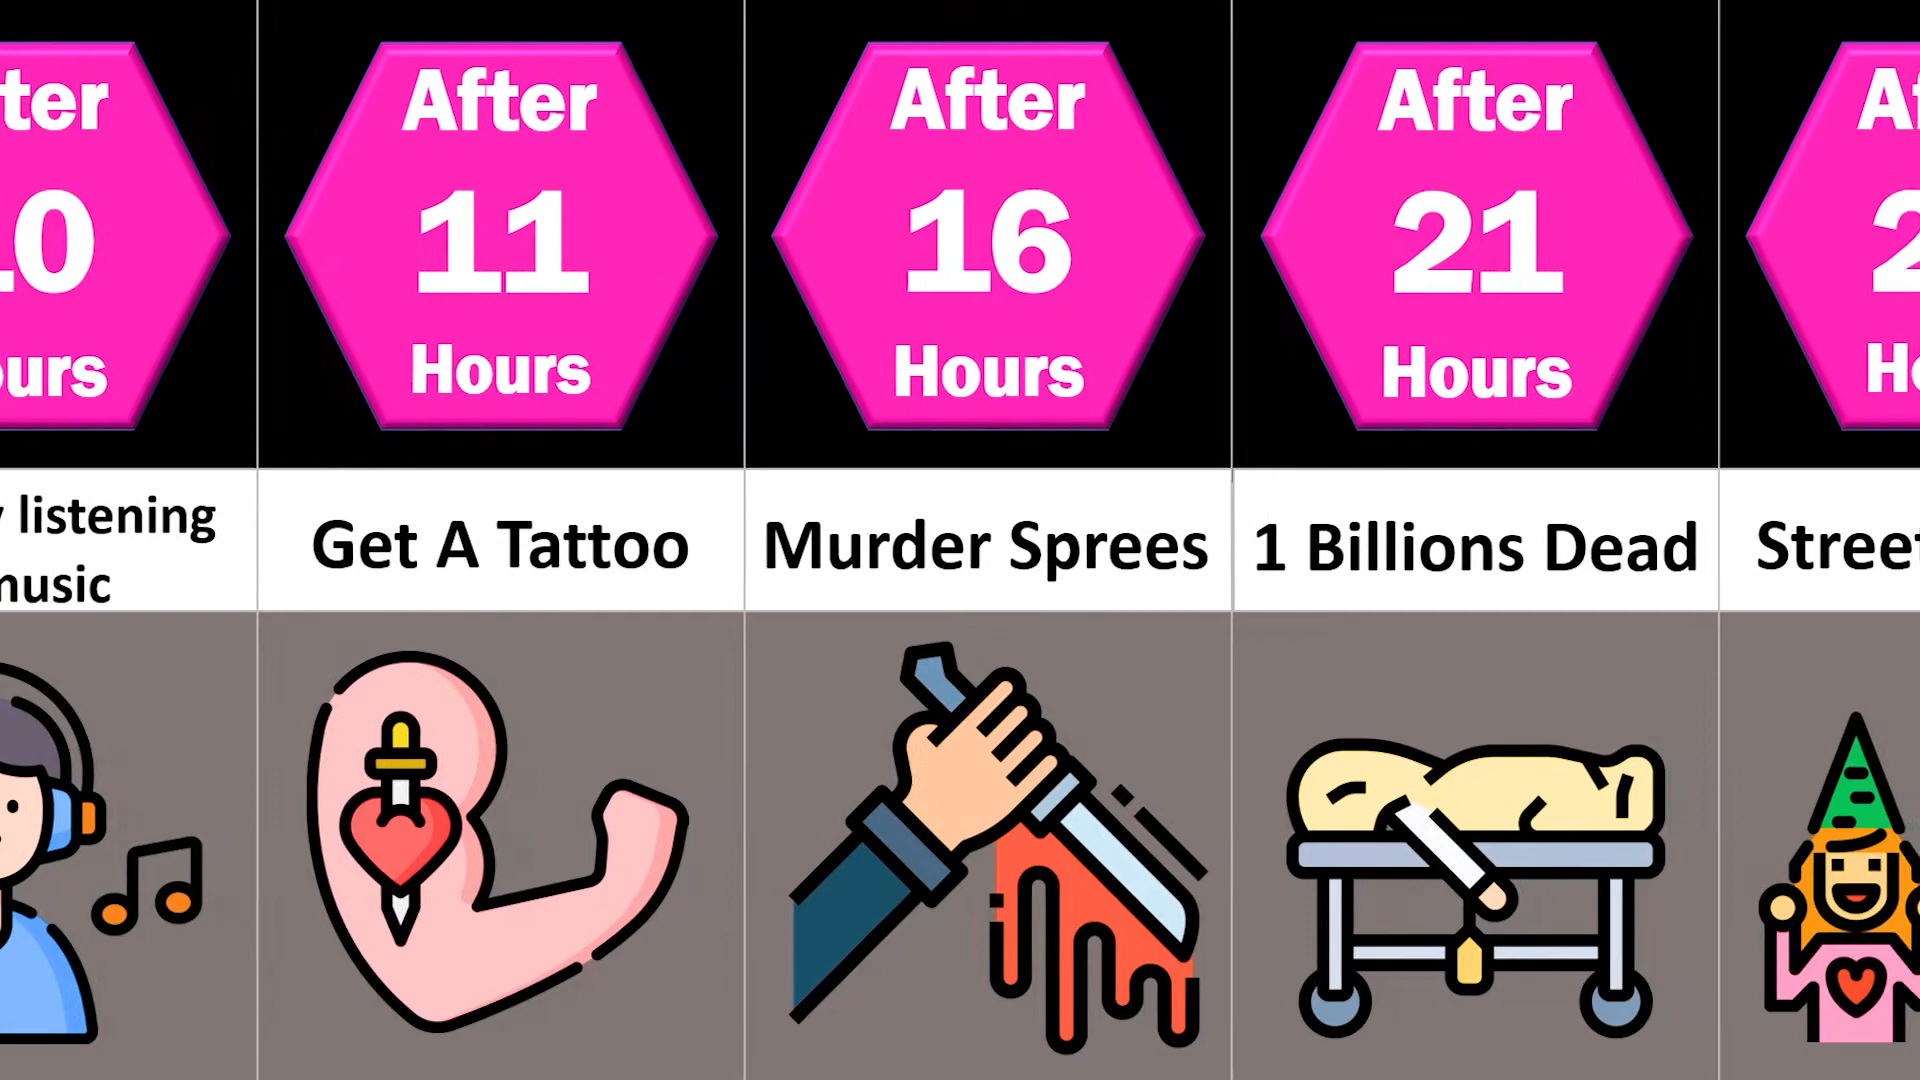 After
11
Hours
Get A Tattoo
After
16
Hours
Murder Sprees
After
21
Hours
1 Billions Dead
listening